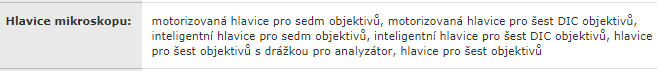 Hlavice mikroskopu: motorizovaná hlavice pro sedm objektivů, motorizovaná hlavice pro šest DIC objektivů,
inteligentní hlavice pro sedm objektivů, inteligentní hlavice pro šest DIC objektivů, hlavice
pro šest objektivů s drážkou pro analyzátor, hlavice pro šest objektivů